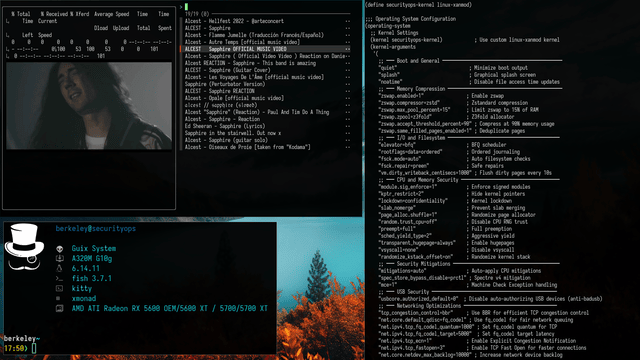 % Total % Received % Xferd Average Speed Time Time
Time Current
Dload Upload Total Spent
Left Speed
0 0 0 0 0 0 0 0
--:--:-- --:--:-- 0\100 53 100 53 0 0 101
0 --:--:-- --:--:-- --:--:-- 101
>
19/19 (0)
Alcest - Hellfest 2022 - @arteconcert
ALCEST - Sapphire
Alcest - Flamme Jumelle (Traducción Francés/Español)
Alcest - Autre Temps [official music video]
ALCEST - Sapphire OFFICIAL MUSIC VIDEO
Alcest - Sapphire ( Official Video Video ) Reaction on Danie··
Alcest REACTION - Sapphire - This band is amazing
ALCEST - Sapphire (Guitar Cover)
Alcest - Les Voyages De L'Âme [official music video]
Sapphire (Perturbator Version)
ALCEST - Sapphire REACTION
Alcest - Opale [official music video]
alcest // sapphire (slowed)
Alcest "Sapphire" (Reaction) - Paul And Tim Do A Thing
Alcest - Sapphire - Reaction
Ed Sheeran - Sapphire (Lyrics)
Sapphire in the stairwell. Out now x
Alcest - Sapphire (guitar solo)
Alcest - Oiseaux de Proie [taken from "Kodama"]
berkeley@securityops
Guix System
A320M G10g
6.14.11
fish 3.7.1
kitty
xmonad
AMD ATI Radeon RX 5600 OEM/5600 XT / 5700/5700 XT
berkeley~
17:50〉
(define securityops-kernel linux-xanmod)
;;; Operating System Configuration
(operating-system
;; Kernel Settings
(kernel securityops-kernel) ; Use custom linux-xanmod kernel
(kernel-arguments
'(
;; ── Boot and General ──
"quiet" ; Minimize boot output
"splash" ; Graphical splash screen
"noatime" ; Disable file access time updates
;; ── Memory Compression ──
"zswap.enabled=1" ; Enable zswap
"zswap.compressor=zstd" ; Zstandard compression
"zswap.max_pool_percent=15" ; Limit zswap to 15% of RAM
"zswap.zpool=z3fold" ; Z3fold allocator
"zswap.accept_threshold_percent=90" ; Compress at 90% memory usage
"zswap.same_filled_pages_enabled=1" ; Deduplicate pages
;; ── I/O and Filesystem ──
"elevator=bfq" ; BFQ scheduler
"rootflags=data=ordered" ; Ordered journaling
"fsck.mode=auto" ; Auto filesystem checks
"fsck.repair=preen" ; Safe repairs
"vm.dirty_writeback_centisecs=1000" ; Flush dirty pages every 10s
;; ── CPU and Memory Security ──
"module.sig_enforce=1" ; Enforce signed modules
"kptr_restrict=2" ; Hide kernel pointers
"lockdown=confidentiality" ; Kernel lockdown
"slab_nomerge" ; Prevent slab merging
"page_alloc.shuffle=1" ; Randomize page allocator
"random.trust_cpu=off" ; Disable CPU RNG trust
"preempt=full" ; Full preemption
"sched_yield_type=2" ; Aggressive yield
"transparent_hugepage=always" ; Enable hugepages
"vsyscall=none" ; Disable vsyscall
"randomize_kstack_offset=on" ; Randomize kernel stack
;; ── Security Mitigations ──
"mitigations=auto" ; Auto-apply CPU mitigations
"spec_store_bypass_disable=prctl" ; Spectre v4 mitigation
"mce=1" ; Machine Check Exception handling
;; ── USB Security ──
"usbcore.authorized_default=0" ; Disable auto-authorizing USB devices (anti-badusb)
;; ── Networking Optimizations ──
"tcp_congestion_control=bbr" ; Use BBR for efficient TCP congestion control
"net.core.default_qdisc=fq_codel" ; Use fq_codel for fair network queuing
"net.ipv4.tcp_fq_codel_quantum=1000" ; Set fq_codel quantum for TCP
"net.ipv4.tcp_fq_codel_target=5000" ; Set fq_codel target latency
"net.ipv4.tcp_ecn=1" ; Enable Explicit Congestion Notification
"net.ipv4.tcp_fastopen=3" ; Enable TCP Fast Open for faster connections
"net.core.netdev_max_backlog=10000" ; Increase network device backlog